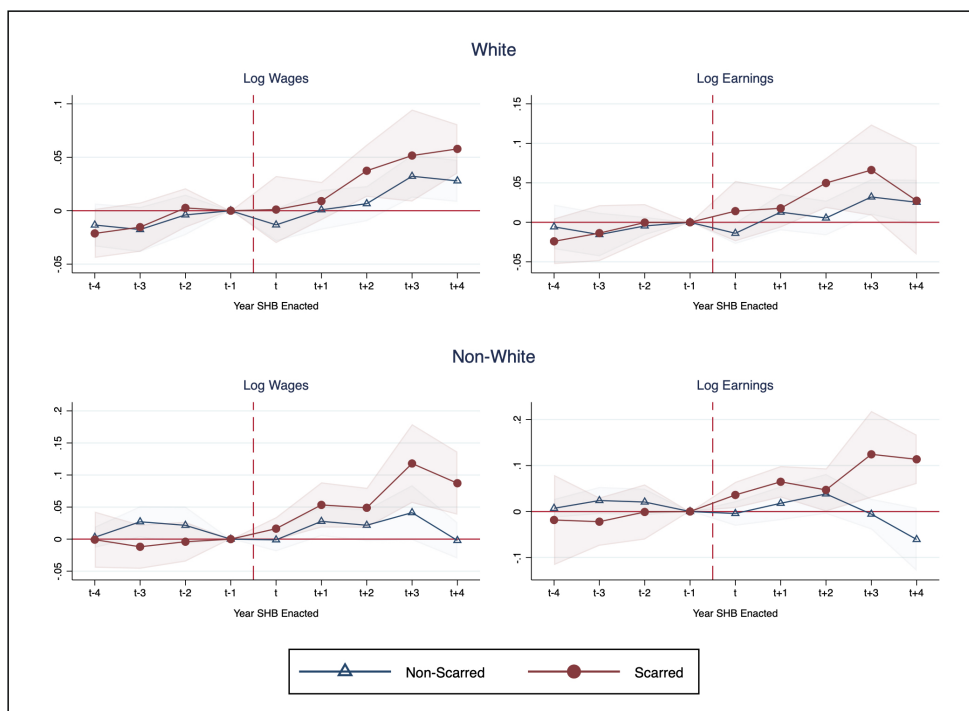 White
Log Wages
.1
.05
0
-.05
t-4 t-3 t-2 t-1 t t+1 t+2 t+3 t+4
Year SHB Enacted
Log Earnings
.15
.1
.05
0
-.05
t-4 t-3 t-2 t-1 t t+1 t+2 t+3 t+4
Year SHB Enacted
Non-White
Log Wages
.2
.15
.1
.05
0
-.05
t-4 t-3 t-2 t-1 t t+1 t+2 t+3 t+4
Year SHB Enacted
Log Earnings
.2
.1
0
-.1
t-4 t-3 t-2 t-1 t t+1 t+2 t+3 t+4
Year SHB Enacted
Non-Scarred Scarred